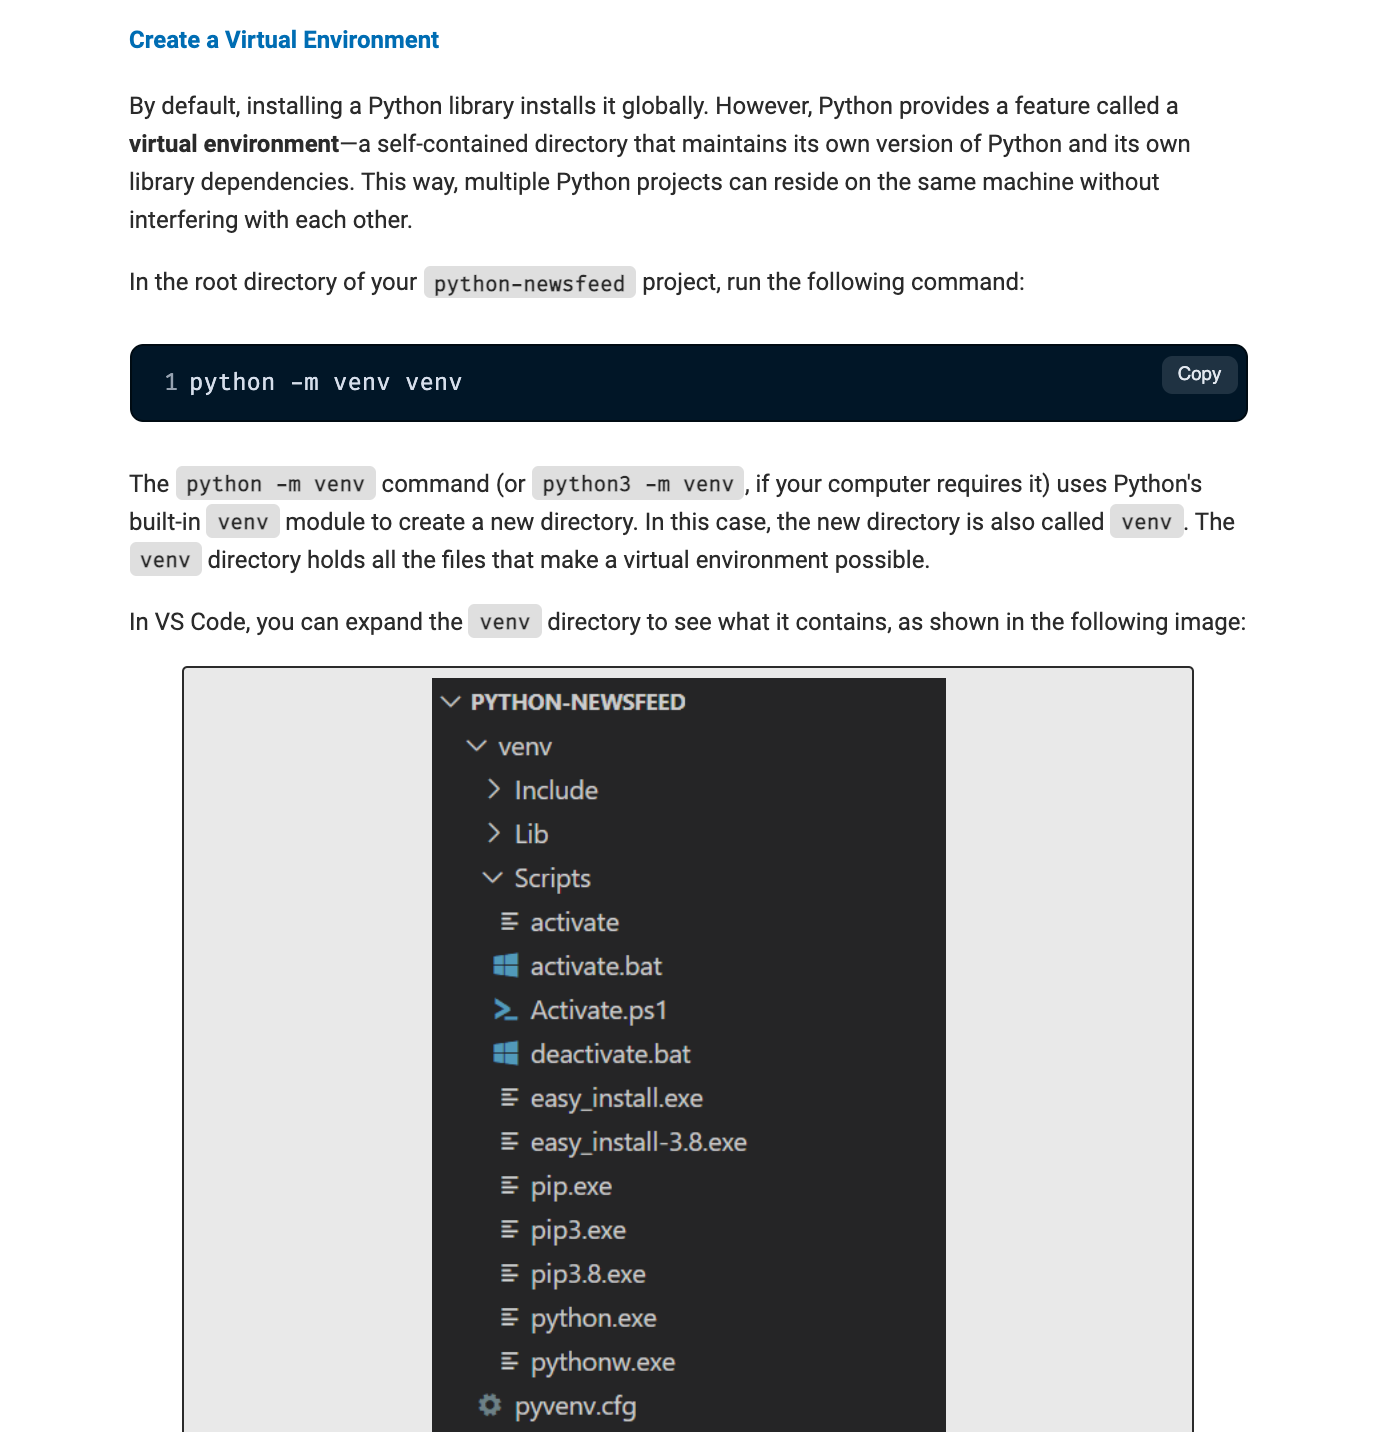 Create a Virtual Environment
By default, installing a Python library installs it globally. However, Python provides a feature called a
virtual environment—a self-contained directory that maintains its own version of Python and its own
library dependencies. This way, multiple Python projects can reside on the same machine without
interfering with each other.
In the root directory of your python-newsfeed project, run the following command:
1 python -m venv venv
Copy
The python -m venv command (or python3 -m venv, if your computer requires it) uses Python's
built-in venv module to create a new directory. In this case, the new directory is also called venv. The
venv directory holds all the files that make a virtual environment possible.
In VS Code, you can expand the venv directory to see what it contains, as shown in the following image:
PYTHON-NEWSFEED
venv
Include
Lib
Scripts
activate
activate.bat
Activate.ps1
deactivate.bat
easy_install.exe
easy_install-3.8.exe
pip.exe
pip3.exe
pip3.8.exe
python.exe
pythonw.exe
pyvenv.cfg